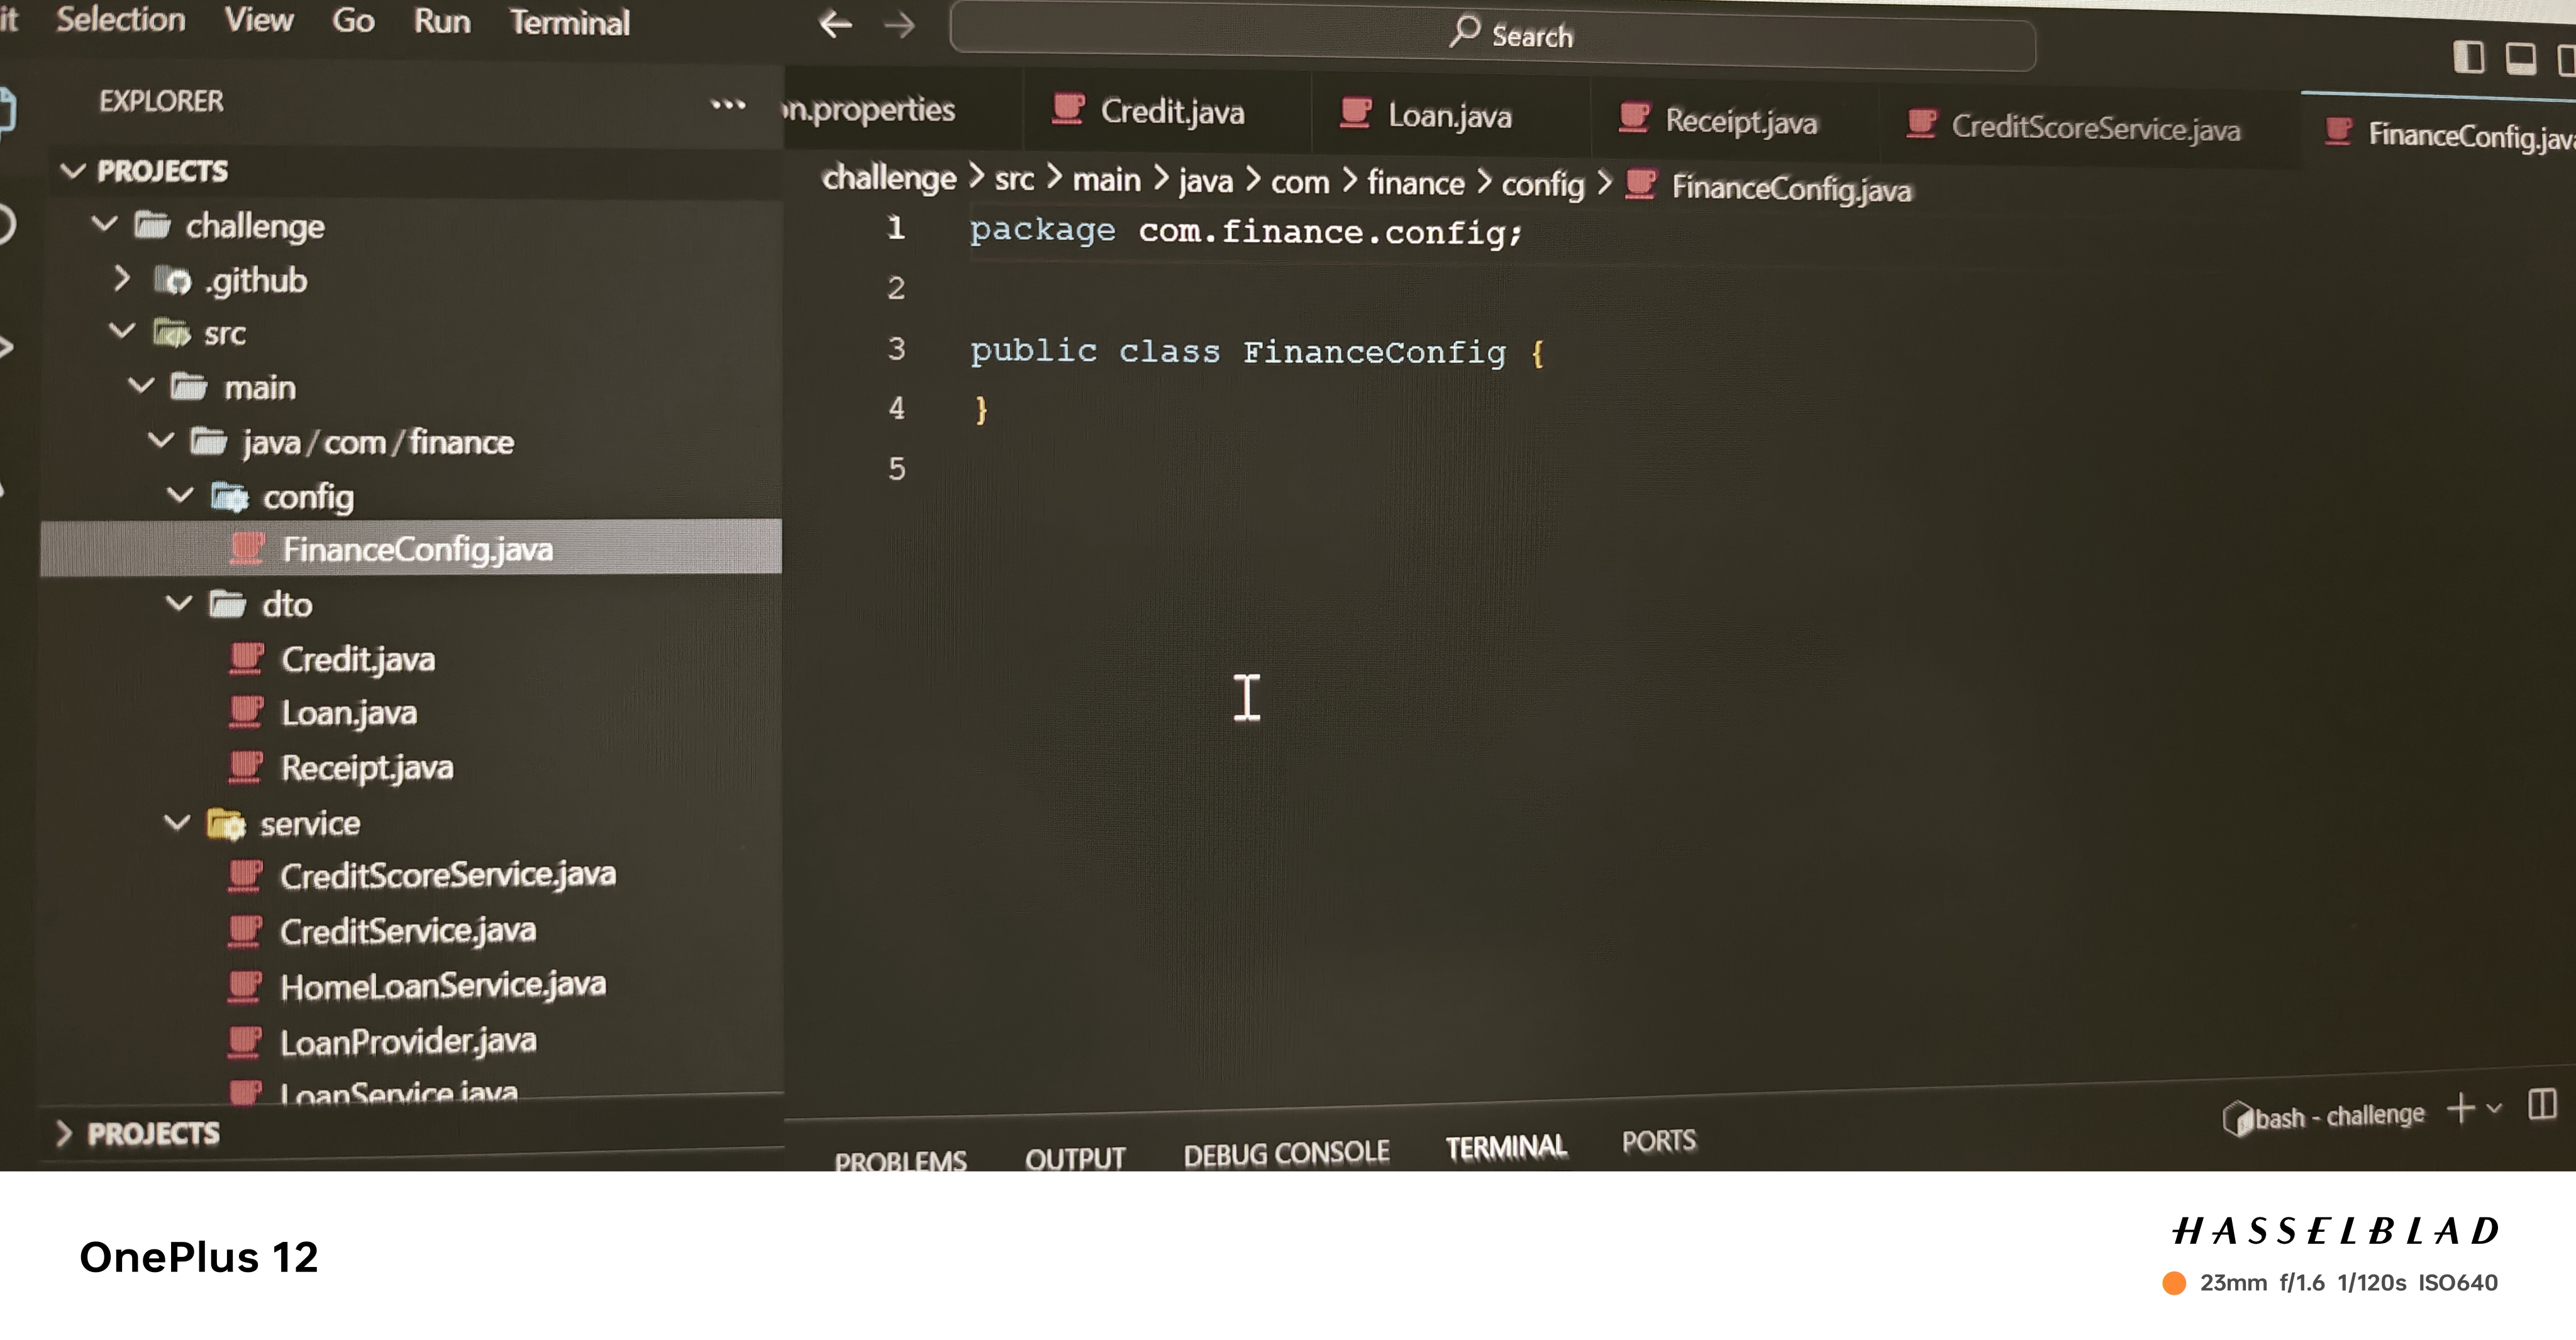 Selection View Go Run Terminal
Search
EXPLORER
PROJECTS
challenge
.github
src
main
java/com/finance
config
FinanceConfig.java
dto
Credit.java
Loan.java
Receipt.java
service
CreditScoreService.java
CreditService.java
HomeLoanService.java
LoanProvider.java
LoanService.java
PROJECTS
n.properties Credit.java Loan.java Receipt.java CreditScoreService.java FinanceConfig.java
challenge > src > main > java > com > finance > config > FinanceConfig.java
1 package com.finance.config;
2
3 public class FinanceConfig {
4 }
5
PROBLEMS OUTPUT DEBUG CONSOLE TERMINAL PORTS
bash - challenge
OnePlus 12
HASSELBLAD
23mm f/1.6 1/120s ISO640